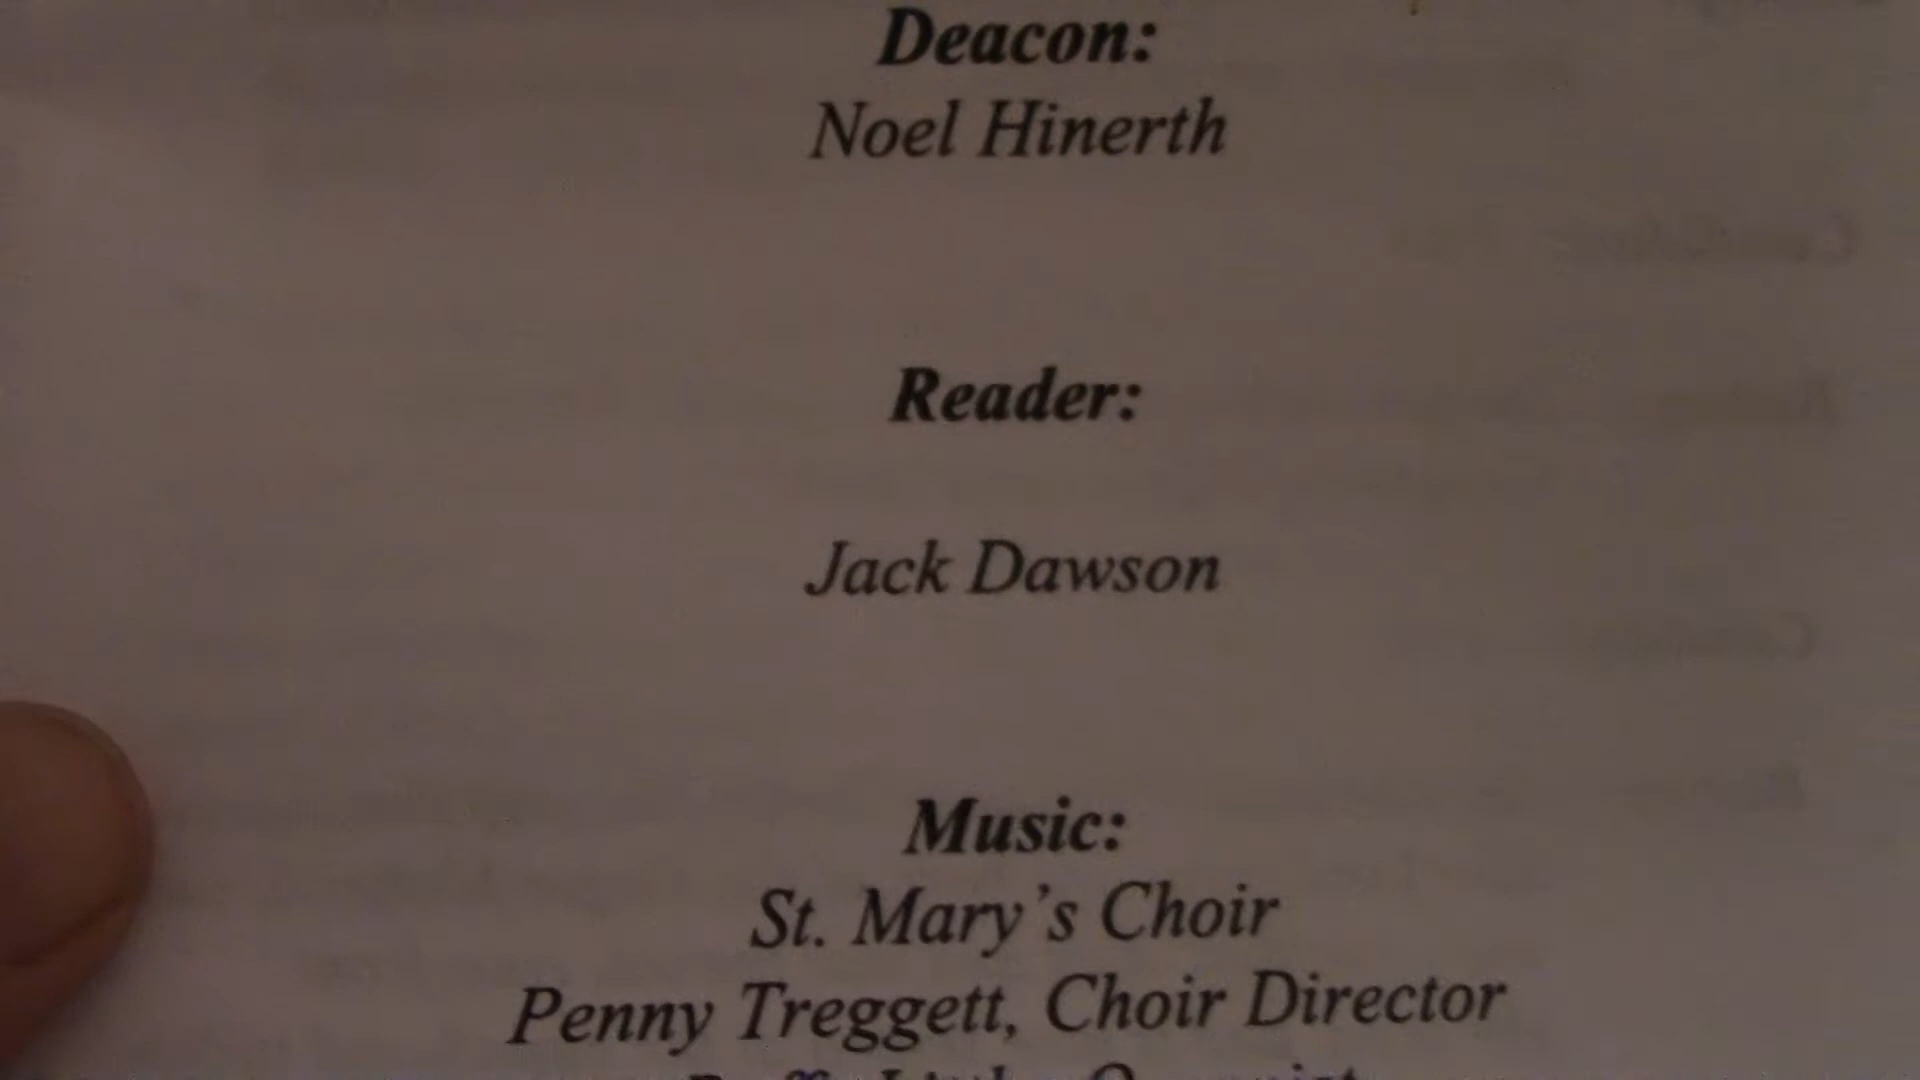 Deacon:
Noel Hinerth
Reader:
Jack Dawson
Music:
St. Mary's Choir
Penny Treggett, Choir Director